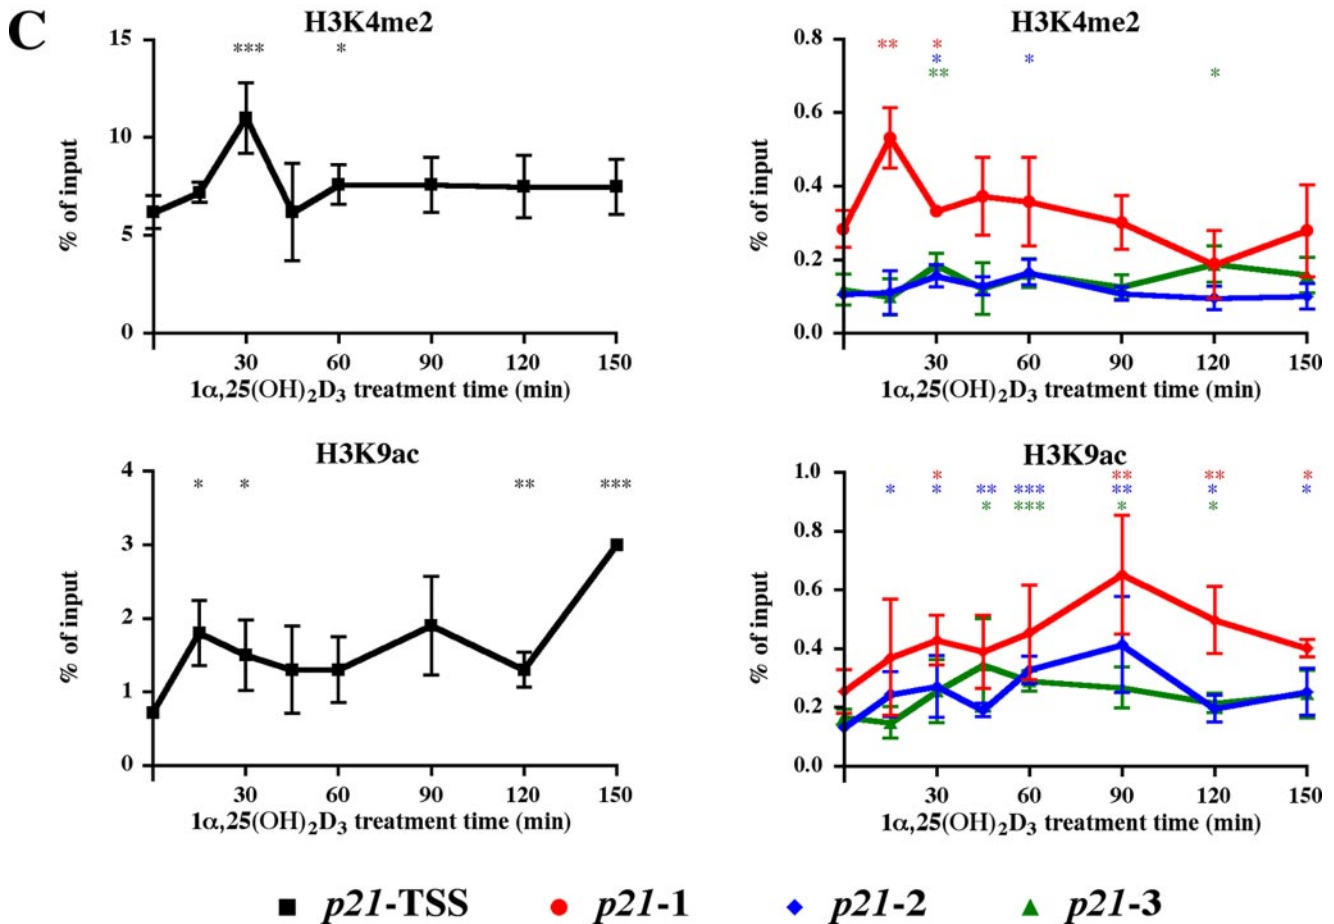 C
H3K4me2
15
10
5
0
% of input
*** *
30 60 90 120 150
1α,25(OH)2D3 treatment time (min)
H3K4me2
0.8
0.6
0.4
0.2
0.0
% of input
** *
* *
** *
30 60 90 120 150
1α,25(OH)2D3 treatment time (min)
H3K9ac
4
3
2
1
0
% of input
* * ** ***
30 60 90 120 150
1α,25(OH)2D3 treatment time (min)
H3K9ac
1.0
0.8
0.6
0.4
0.2
0.0
% of input
* ** ** *
* * ** *** ** * *
* *** * *
30 60 90 120 150
1α,25(OH)2D3 treatment time (min)
p21-TSS p21-1 p21-2 p21-3